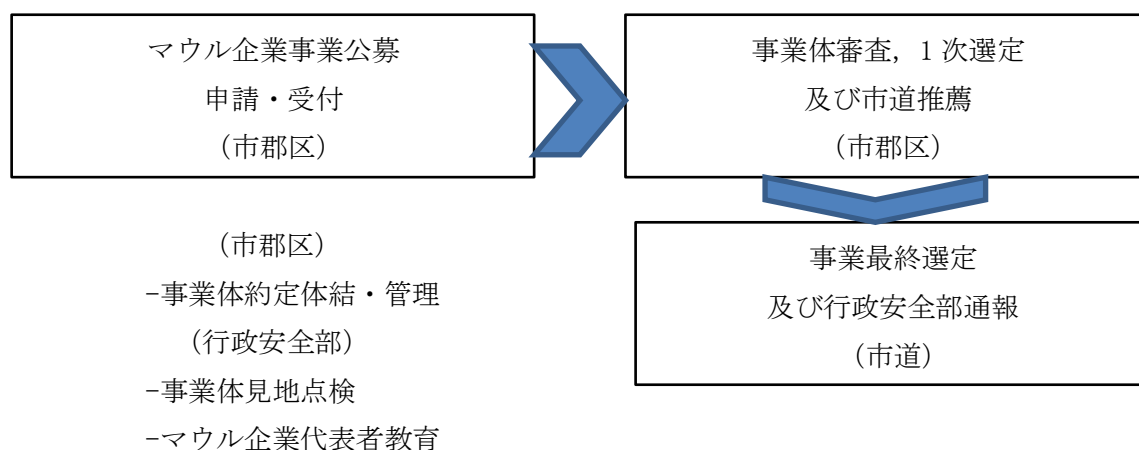 マウル企業事業公募
申請・受付
（市郡区）
事業体審査，1次選定
及び市道推薦
（市郡区）
事業最終選定
及び行政安全部通報
（市道）
（市郡区）
-事業体約定体結・管理
（行政安全部）
-事業体見地点検
-マウル企業代表者教育